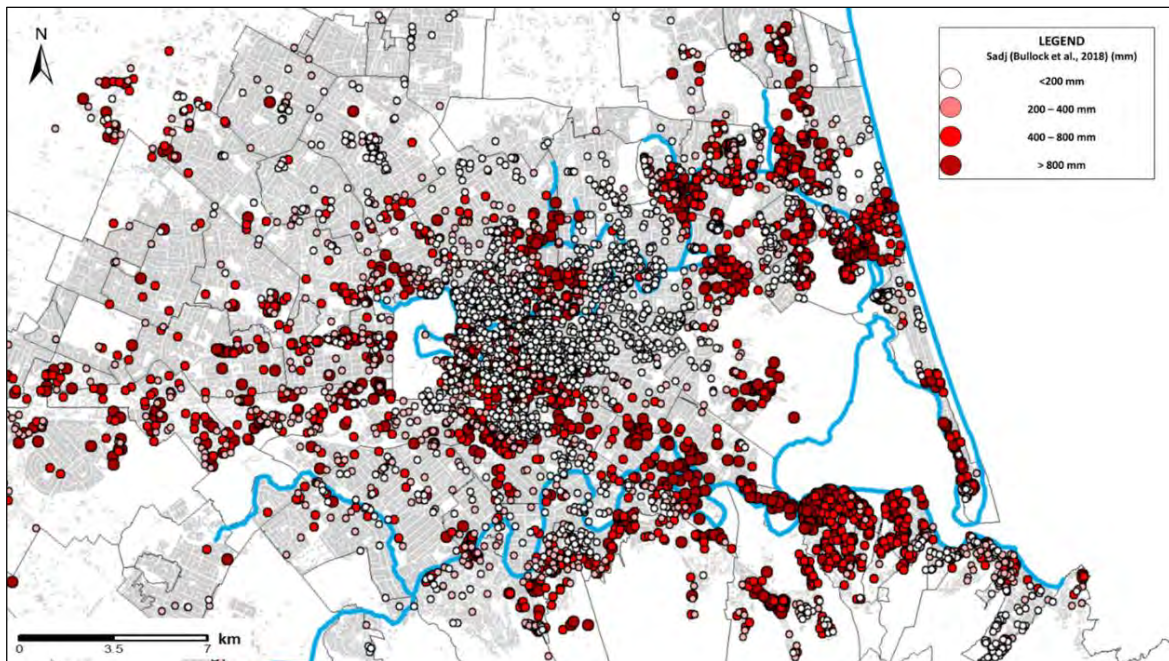 N
LEGEND
Sadj (Bullock et al., 2018) (mm)
<200 mm
200 – 400 mm
400 – 800 mm
> 800 mm
0 3.5 7 km